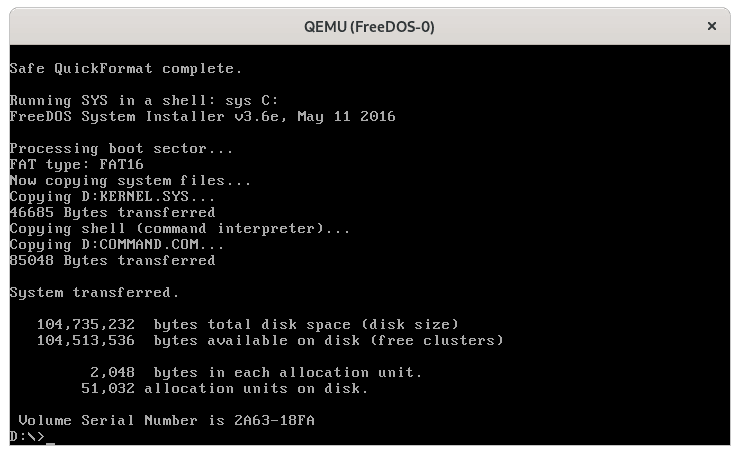 QEMU (FreeDOS-0)
×
Safe QuickFormat complete.
Running SYS in a shell: sys C:
FreeDOS System Installer v3.6e, May 11 2016
Processing boot sector...
FAT type: FAT16
Now copying system files...
Copying D:KERNEL.SYS...
46685 Bytes transferred
Copying shell (command interpreter)...
Copying D:COMMAND.COM...
85048 Bytes transferred
System transferred.
104,735,232  bytes total disk space (disk size)
104,513,536  bytes available on disk (free clusters)
2,048  bytes in each allocation unit.
51,032 allocation units on disk.
Volume Serial Number is 2A63-18FA
D:\>_